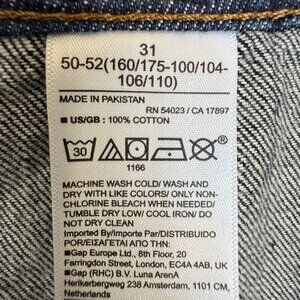 31
50-52(160/175-100/104-
106/110)
MADE IN PAKISTAN
RN 54023 / CA 17897
■ US/GB : 100% COTTON
30
1166
MACHINE WASH COLD/ WASH AND
DRY WITH LIKE COLORS/ ONLY NON-
CHLORINE BLEACH WHEN NEEDED/
TUMBLE DRY LOW/ COOL IRON/ DO
NOT DRY CLEAN
Imported By/Importe Par/DISTRIBUIDO
POR/ΕΙΣΑΓΕΤΑΙ ΑΠΟ ΤΗ
■Gap Europe Ltd., 8th Floor, 20
Farringdon Street, London, EC4A 4AB, UK
■Gap (RHC) B.V. Luna ArenA
Herikerbergweg 238 Amsterdam, 1101 CM,
Netherlands